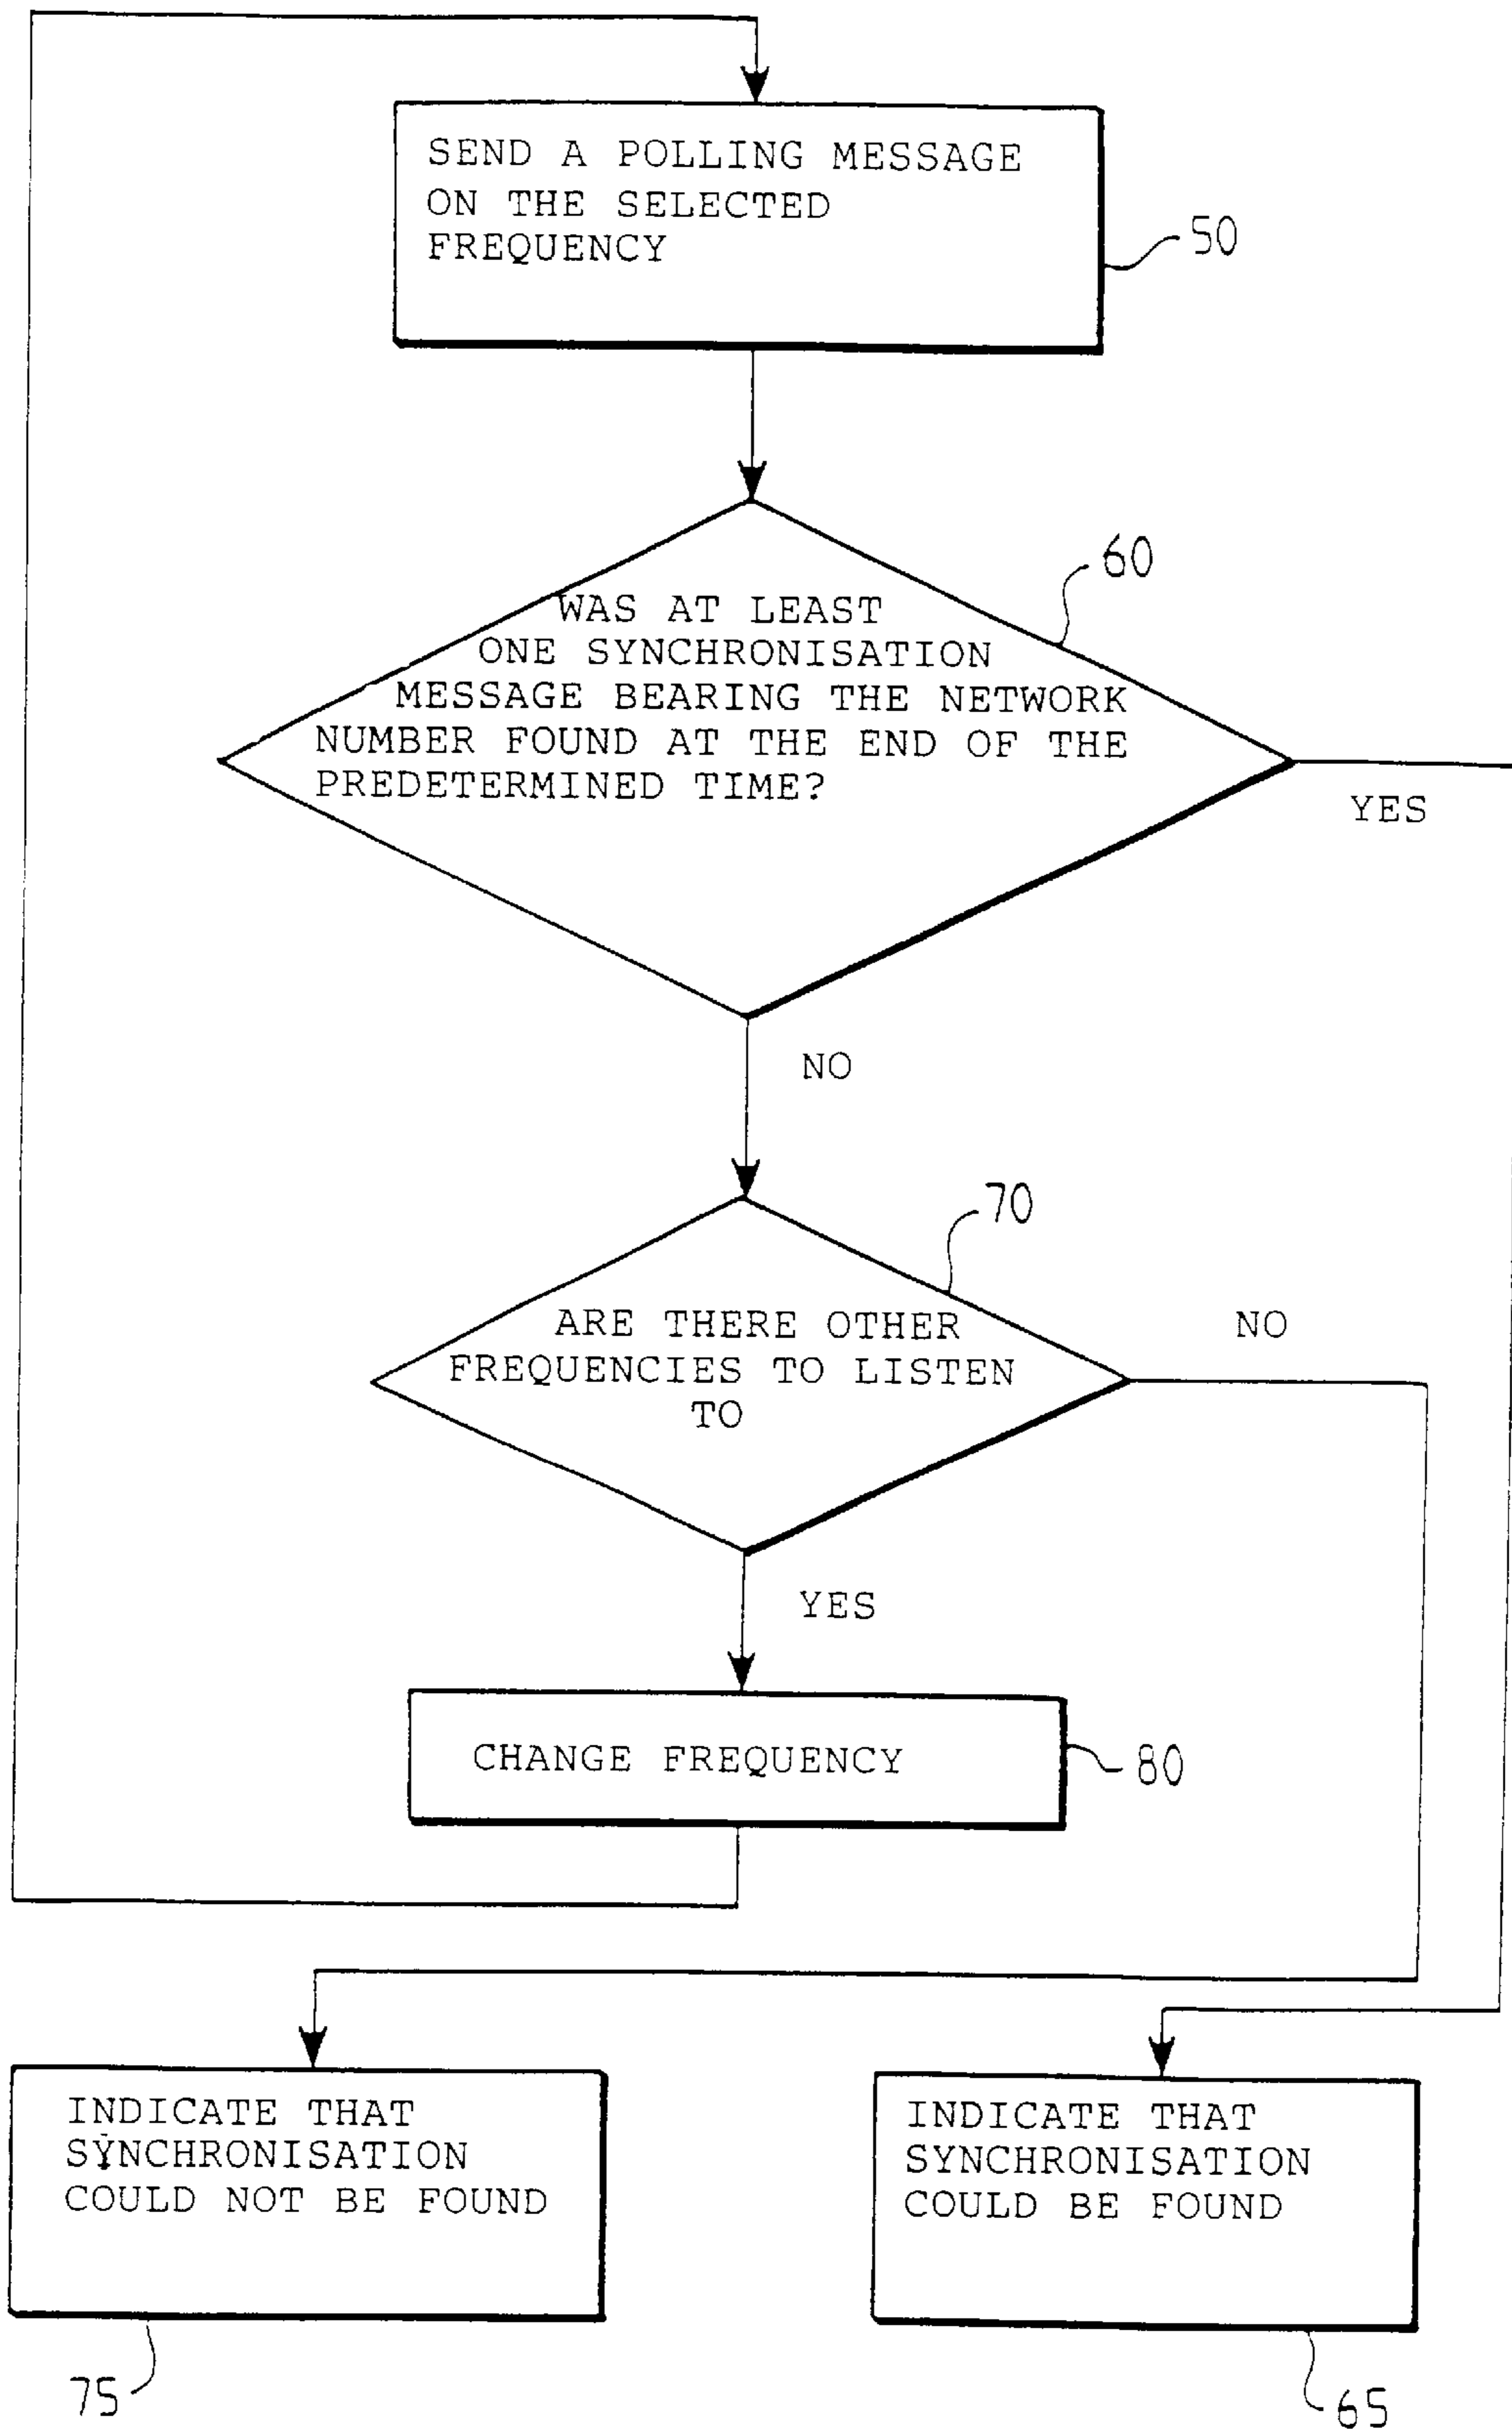 SEND A POLLING MESSAGE
ON THE SELECTED
FREQUENCY
50
60
WAS AT LEAST
ONE SYNCHRONISATION
MESSAGE BEARING THE NETWORK
NUMBER FOUND AT THE END OF THE
PREDETERMINED TIME?
YES
NO
70
ARE THERE OTHER
FREQUENCIES TO LISTEN
TO
NO
YES
CHANGE FREQUENCY
80
INDICATE THAT
SYNCHRONISATION
COULD NOT BE FOUND
75
INDICATE THAT
SYNCHRONISATION
COULD BE FOUND
65